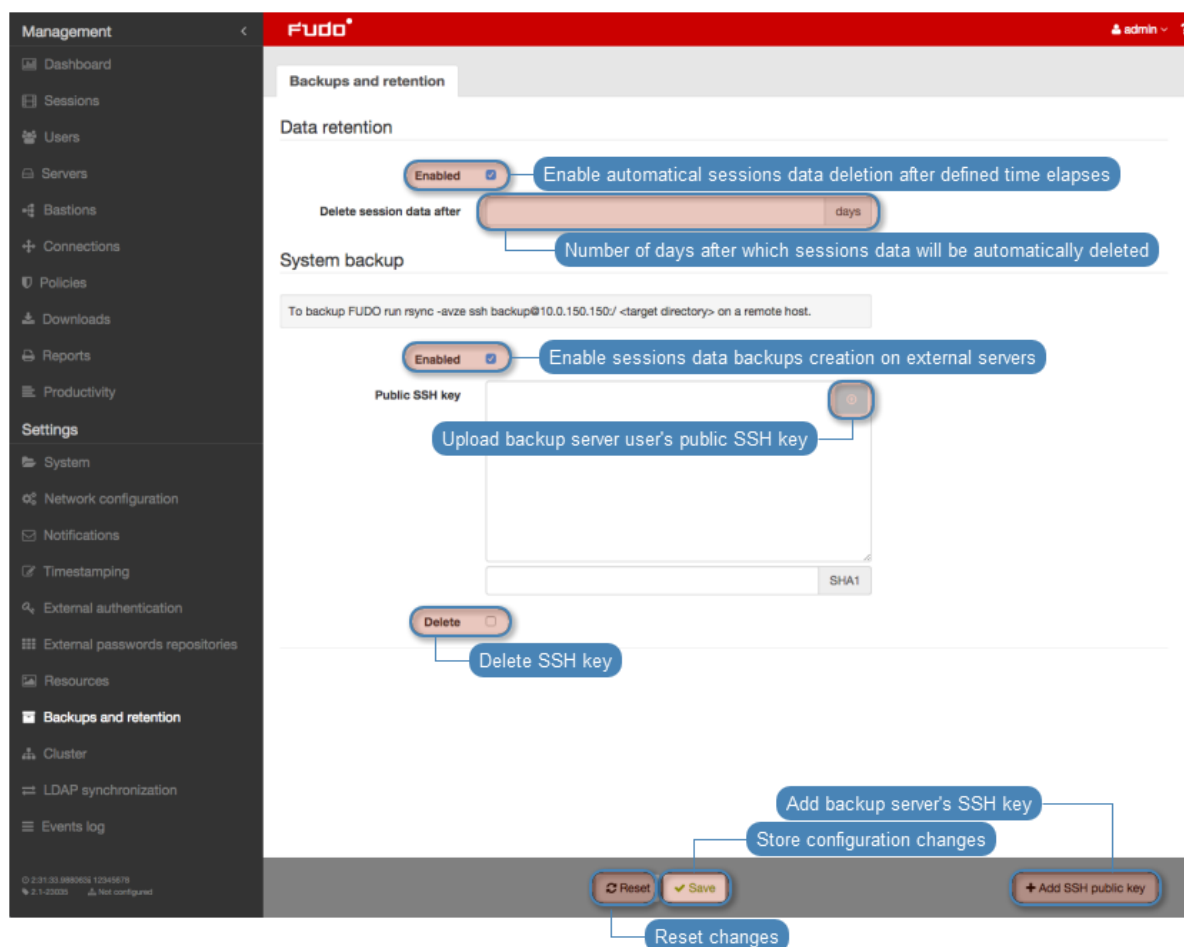 Management
FUDO
admin
?
Dashboard
Sessions
Users
Servers
Bastions
Connections
Policies
Downloads
Reports
Productivity
Settings
System
Network configuration
Notifications
Timestamping
External authentication
External passwords repositories
Resources
Backups and retention
Cluster
LDAP synchronization
Events log
2.1-23035 Not configured
Backups and retention
Data retention
Enabled
Enable automatical sessions data deletion after defined time elapses
Delete session data after
days
Number of days after which sessions data will be automatically deleted
System backup
To backup FUDO run rsync -avze ssh backup@10.0.150.150:/ <target directory> on a remote host.
Enabled
Enable sessions data backups creation on external servers
Public SSH key
Upload backup server user's public SSH key
SHA1
Delete
Delete SSH key
Add backup server's SSH key
Store configuration changes
Reset
Save
+ Add SSH public key
Reset changes